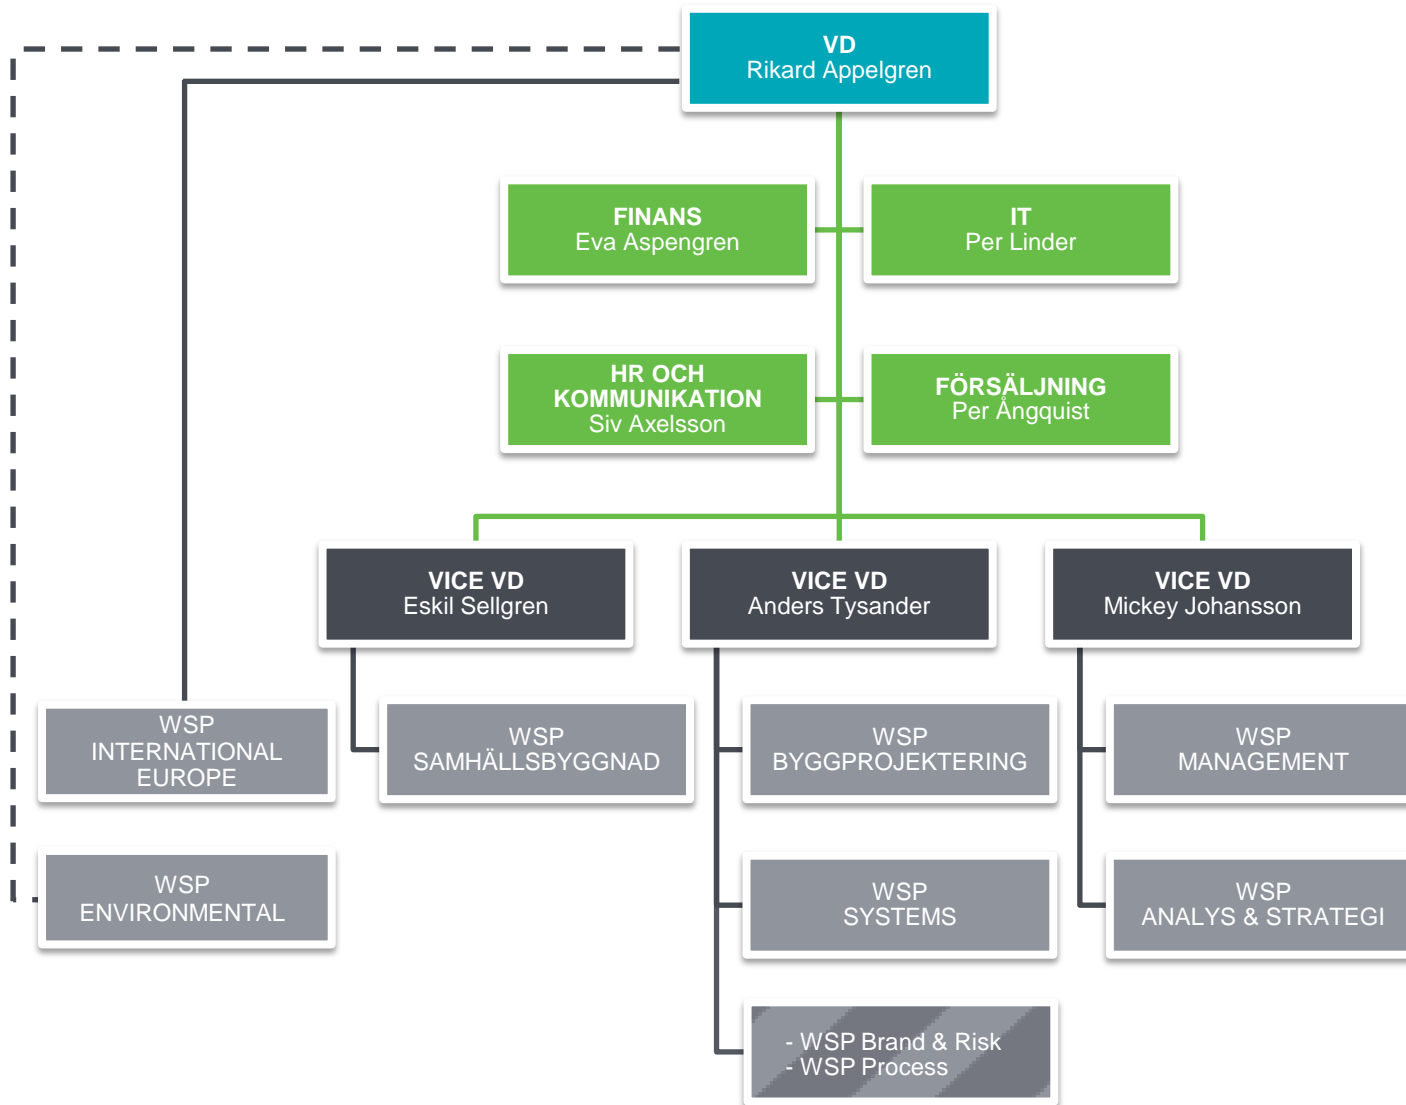 VD
Rikard Appelgren
FINANS
Eva Aspengren
IT
Per Linder
HR OCH
KOMMUNIKATION
Siv Axelsson
FÖRSÄLJNING
Per Ångquist
VICE VD
Eskil Sellgren
VICE VD
Anders Tysander
VICE VD
Mickey Johansson
WSP
INTERNATIONAL
EUROPE
WSP
SAMHÄLLSBYGGNAD
WSP
BYGGPROJEKTERING
WSP
MANAGEMENT
WSP
ENVIRONMENTAL
WSP
SYSTEMS
WSP
ANALYS & STRATEGI
- WSP Brand & Risk
- WSP Process